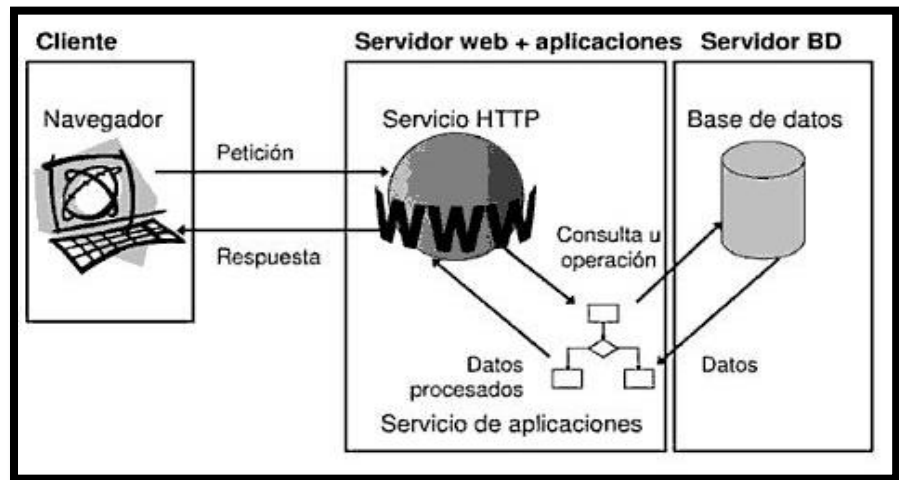 Cliente
Servidor web + aplicaciones
Servidor BD
Navegador
Servicio HTTP
Base de datos
Petición
WWW
Respuesta
Consulta u
operación
Datos
procesados
Datos
Servicio de aplicaciones